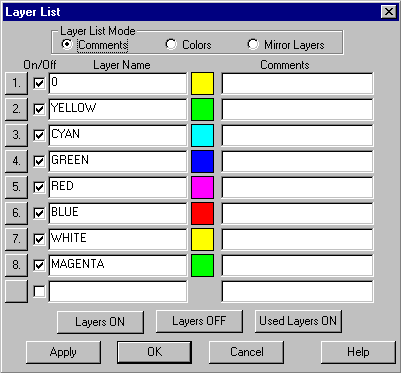 Layer List
Layer List Mode
Comments Colors Mirror Layers
On/Off Layer Name Comments
1. 0
2. YELLOW
3. CYAN
4. GREEN
5. RED
6. BLUE
7. WHITE
8. MAGENTA
Layers ON Layers OFF Used Layers ON
Apply OK Cancel Help